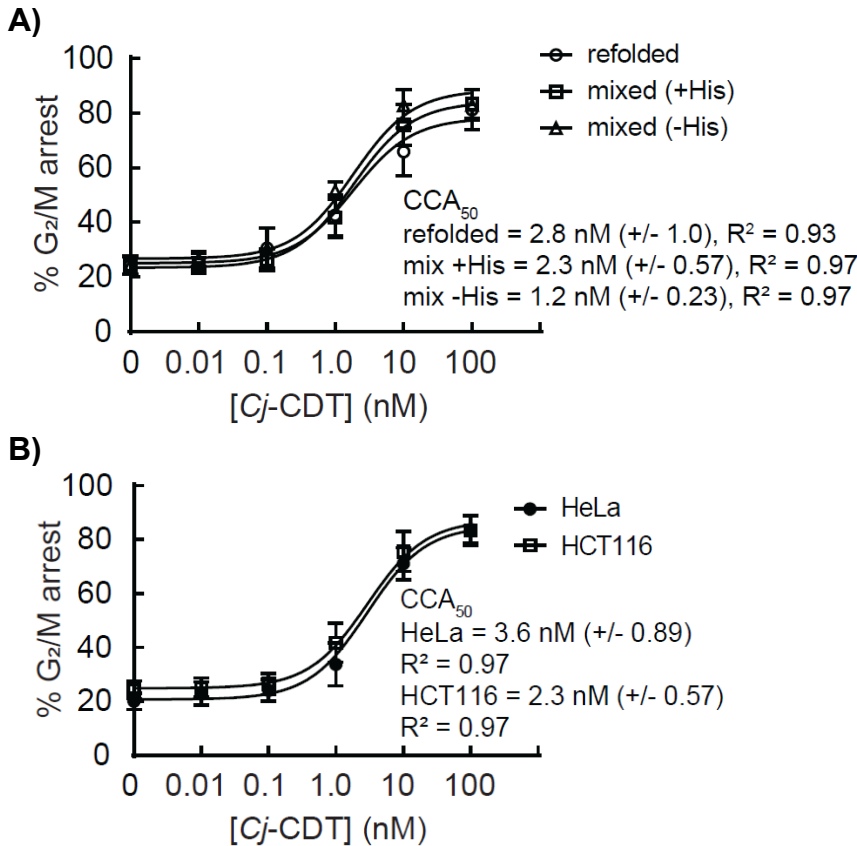 A)
% G₂/M arrest
100
80
60
40
20
0
0 0.01 0.1 1.0 10 100
[Cj-CDT] (nM)
refolded
mixed (+His)
mixed (-His)
CCA₅₀
refolded = 2.8 nM (+/- 1.0), R² = 0.93
mix +His = 2.3 nM (+/- 0.57), R² = 0.97
mix -His = 1.2 nM (+/- 0.23), R² = 0.97
B)
% G₂/M arrest
100
80
60
40
20
0
0 0.01 0.1 1.0 10 100
[Cj-CDT] (nM)
HeLa
HCT116
CCA₅₀
HeLa = 3.6 nM (+/- 0.89)
R² = 0.97
HCT116 = 2.3 nM (+/- 0.57)
R² = 0.97